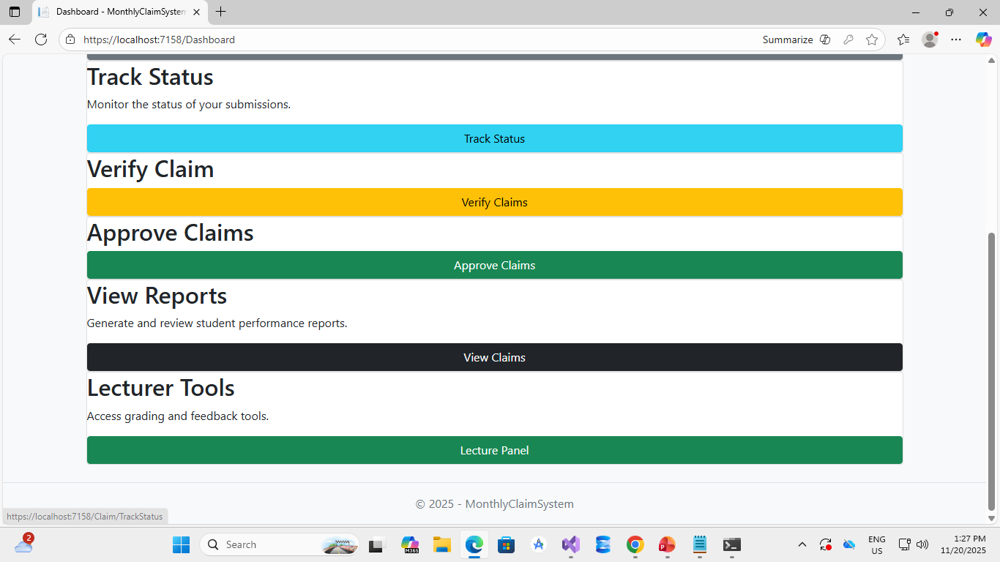 Dashboard - MonthlyClaimSystem
https://localhost:7158/Dashboard
Summarize
Track Status
Monitor the status of your submissions.
Track Status
Verify Claim
Verify Claims
Approve Claims
Approve Claims
View Reports
Generate and review student performance reports.
View Claims
Lecturer Tools
Access grading and feedback tools.
Lecture Panel
© 2025 - MonthlyClaimSystem
https://localhost:7158/Claim/TrackStatus
2
Search
M365
ENG
US
1:27 PM
11/20/2025